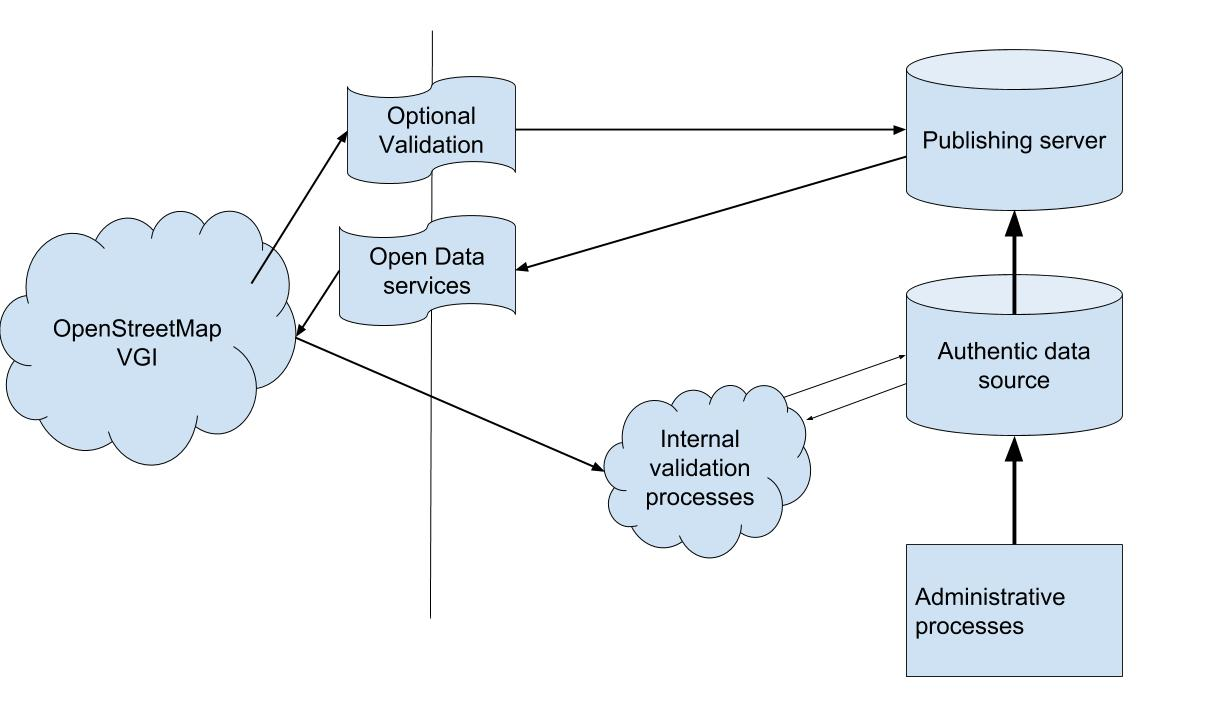 Optional
Validation
Publishing server
Open Data
services
OpenStreetMap
VGI
Authentic data
source
Internal
validation
processes
Administrative
processes